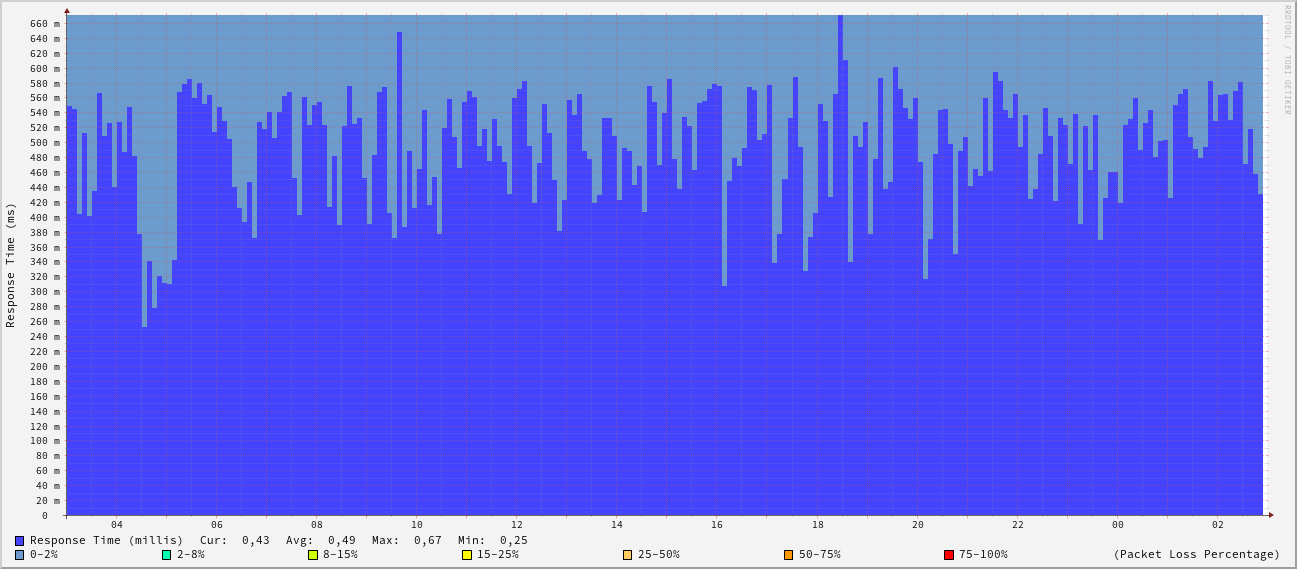 RRDTOOL / TOBI OETIKER
Response Time (ms)
660 m
640 m
620 m
600 m
580 m
560 m
540 m
520 m
500 m
480 m
460 m
440 m
420 m
400 m
380 m
360 m
340 m
320 m
300 m
280 m
260 m
240 m
220 m
200 m
180 m
160 m
140 m
120 m
100 m
80 m
60 m
40 m
20 m
0
04 06 08 10 12 14 16 18 20 22 00 02
Response Time (millis) Cur: 0,43 Avg: 0,49 Max: 0,67 Min: 0,25
0-2% 2-8% 8-15% 15-25% 25-50% 50-75% 75-100% (Packet Loss Percentage)